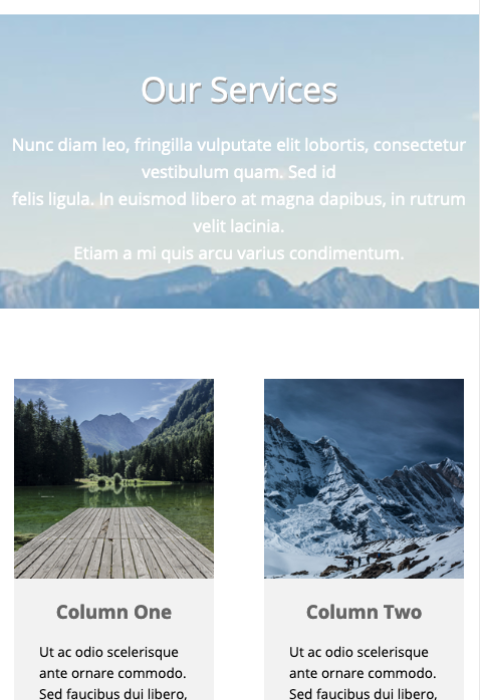 Our Services
Nunc diam leo, fringilla vulputate elit lobortis, consectetur
vestibulum quam. Sed id
felis ligula. In euismod libero at magna dapibus, in rutrum
velit lacinia.
Etiam a mi quis arcu varius condimentum.
Column One
Ut ac odio scelerisque
ante ornare commodo.
Sed faucibus dui libero,
Column Two
Ut ac odio scelerisque
ante ornare commodo.
Sed faucibus dui libero,